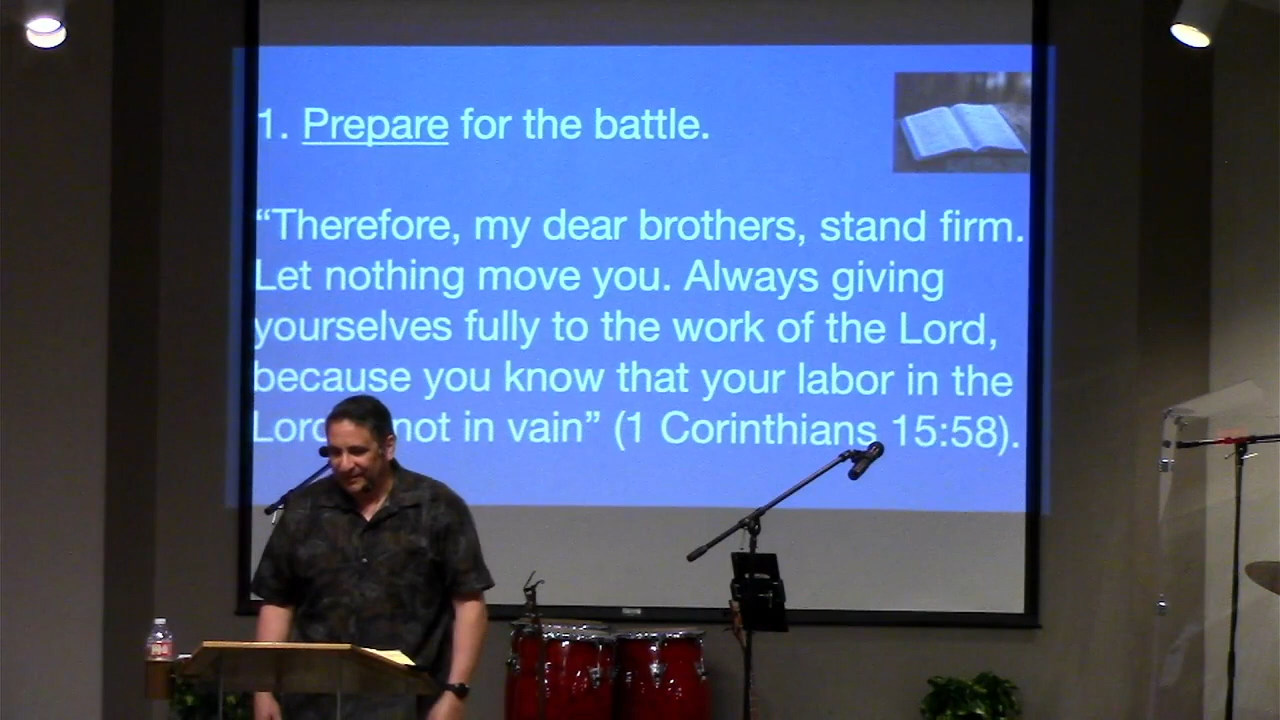 1. Prepare for the battle.
“Therefore, my dear brothers, stand firm.
Let nothing move you. Always giving
yourselves fully to the work of the Lord,
because you know that your labor in the
Lord not in vain” (1 Corinthians 15:58).